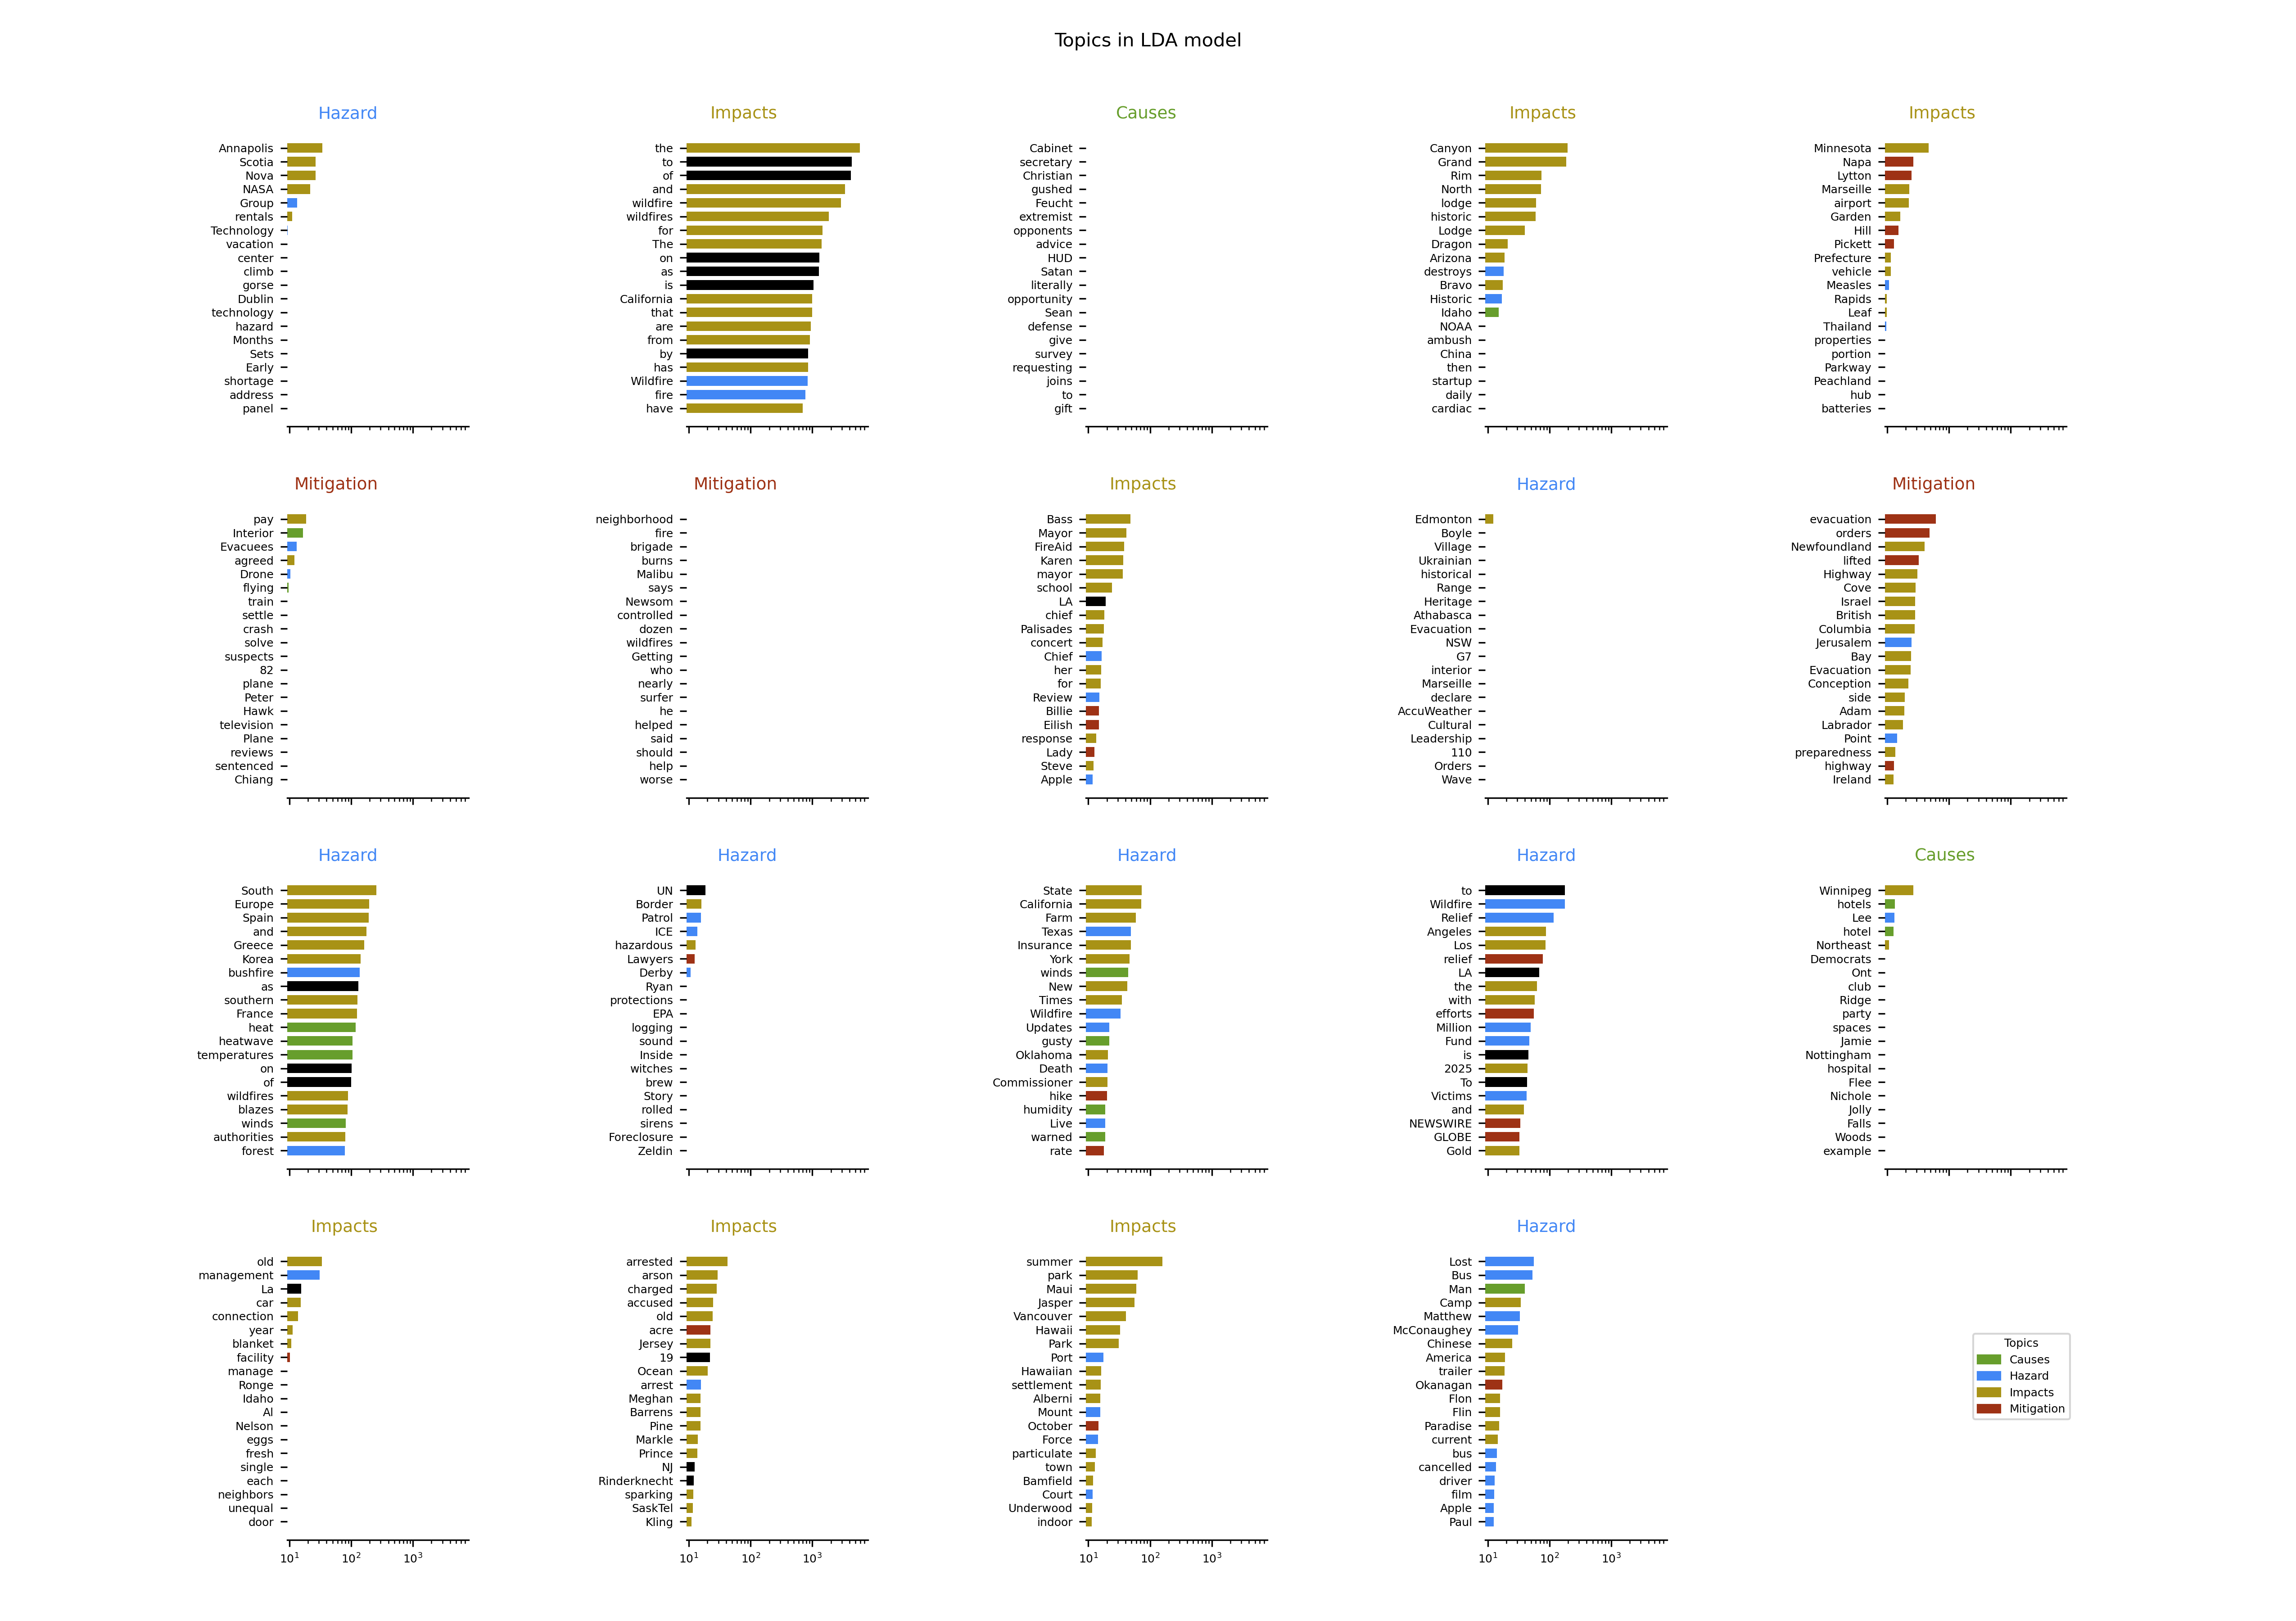 Topics in LDA model
Hazard
Annapolis
Scotia
Nova
NASA
Group
rentals
Technology
vacation
center
climb
gorse
Dublin
technology
hazard
Months
Sets
Early
shortage
address
panel
Impacts
the
to
of
and
wildfire
wildfires
for
The
on
as
is
California
that
are
from
by
has
Wildfire
fire
have
Causes
Cabinet
secretary
Christian
gushed
Feucht
extremist
opponents
advice
HUD
Satan
literally
opportunity
Sean
defense
give
survey
requesting
joins
to
gift
Impacts
Canyon
Grand
Rim
North
lodge
historic
Lodge
Dragon
Arizona
destroys
Bravo
Historic
Idaho
NOAA
ambush
China
then
startup
daily
cardiac
Impacts
Minnesota
Napa
Lytton
Marseille
airport
Garden
Hill
Pickett
Prefecture
vehicle
Measles
Rapids
Leaf
Thailand
properties
portion
Parkway
Peachland
hub
batteries
Mitigation
pay
Interior
Evacuees
agreed
Drone
flying
train
settle
crash
solve
suspects
82
plane
Peter
Hawk
television
Plane
reviews
sentenced
Chiang
Mitigation
neighborhood
fire
brigade
burns
Malibu
says
Newsom
controlled
dozen
wildfires
Getting
who
nearly
surfer
he
helped
said
should
help
worse
Impacts
Bass
Mayor
FireAid
Karen
mayor
school
LA
chief
Palisades
concert
Chief
her
for
Review
Billie
Eilish
response
Lady
Steve
Apple
Hazard
Edmonton
Boyle
Village
Ukrainian
historical
Range
Heritage
Athabasca
Evacuation
NSW
G7
interior
Marseille
declare
AccuWeather
Cultural
Leadership
110
Orders
Wave
Mitigation
evacuation
orders
Newfoundland
lifted
Highway
Cove
Israel
British
Columbia
Jerusalem
Bay
Evacuation
Conception
side
Adam
Labrador
Point
preparedness
highway
Ireland
Hazard
South
Europe
Spain
and
Greece
Korea
bushfire
as
southern
France
heat
heatwave
temperatures
on
of
wildfires
blazes
winds
authorities
forest
Hazard
UN
Border
Patrol
ICE
hazardous
Lawyers
Derby
Ryan
protections
EPA
logging
sound
Inside
witches
brew
Story
rolled
sirens
Foreclosure
Zeldin
Hazard
State
California
Farm
Texas
Insurance
York
winds
New
Times
Wildfire
Updates
gusty
Oklahoma
Death
Commissioner
hike
humidity
Live
warned
rate
Hazard
to
Wildfire
Relief
Angeles
Los
relief
LA
the
with
efforts
Million
Fund
is
2025
To
Victims
and
NEWSWIRE
GLOBE
Gold
Causes
Winnipeg
hotels
Lee
hotel
Northeast
Democrats
Ont
club
Ridge
party
spaces
Jamie
Nottingham
hospital
Flee
Nichole
Jolly
Falls
Woods
example
Impacts
old
management
La
car
connection
year
blanket
facility
manage
Ronge
Idaho
Al
Nelson
eggs
fresh
single
each
neighbors
unequal
door
10¹ 10² 10³
Impacts
arrested
arson
charged
accused
old
acre
Jersey
19
Ocean
arrest
Meghan
Barrens
Pine
Markle
Prince
NJ
Rinderknecht
sparking
SaskTel
Kling
10¹ 10² 10³
Impacts
summer
park
Maui
Jasper
Vancouver
Hawaii
Park
Port
Hawaiian
settlement
Alberni
Mount
October
Force
particulate
town
Bamfield
Court
Underwood
indoor
10¹ 10² 10³
Hazard
Lost
Bus
Man
Camp
Matthew
McConaughey
Chinese
America
trailer
Okanagan
Flon
Flin
Paradise
current
bus
cancelled
driver
film
Apple
Paul
10¹ 10² 10³
Topics
Causes
Hazard
Impacts
Mitigation